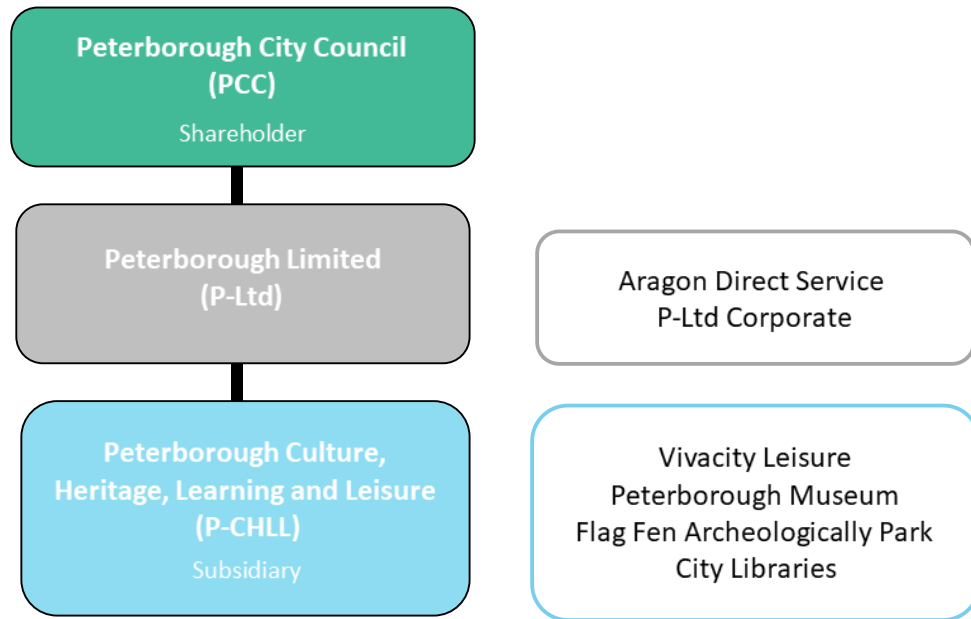 Peterborough City Council
(PCC)
Shareholder
Peterborough Limited
(P-Ltd)
Aragon Direct Service
P-Ltd Corporate
Peterborough Culture,
Heritage, Learning and Leisure
(P-CHLL)
Subsidiary
Vivacity Leisure
Peterborough Museum
Flag Fen Archeologically Park
City Libraries